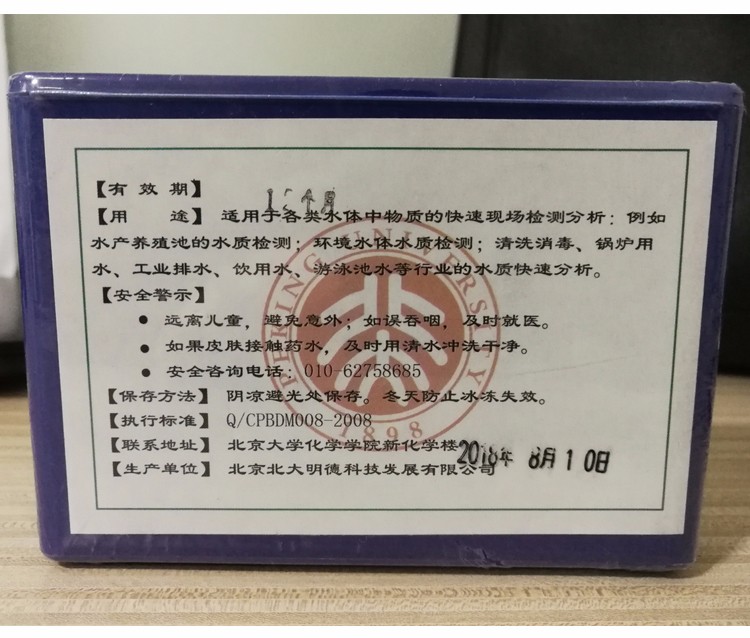 【有 效 期】
【用 途】 适用于各类水体中物质的快速现场检测分析：例如
水产养殖池的水质检测；环境水体水质检测；清洗消毒、锅炉用
水、工业排水、饮用水、游泳池水等行业的水质快速分析。
【安全警示】
● 远离儿童，避免意外；如误吞咽，及时就医。
● 如果皮肤接触药水，及时用清水冲洗干净。
● 安全咨询电话：010-62758685
【保存方法】 阴凉避光处保存。冬天防止冰冻失效。
【执行标准】 Q/CPBDM008-2008
【联系地址】 北京大学化学学院新化学楼
2018年 8月10日
【生产单位】 北京北大明德科技发展有限公司
PEKING UNIVERSITY
1898